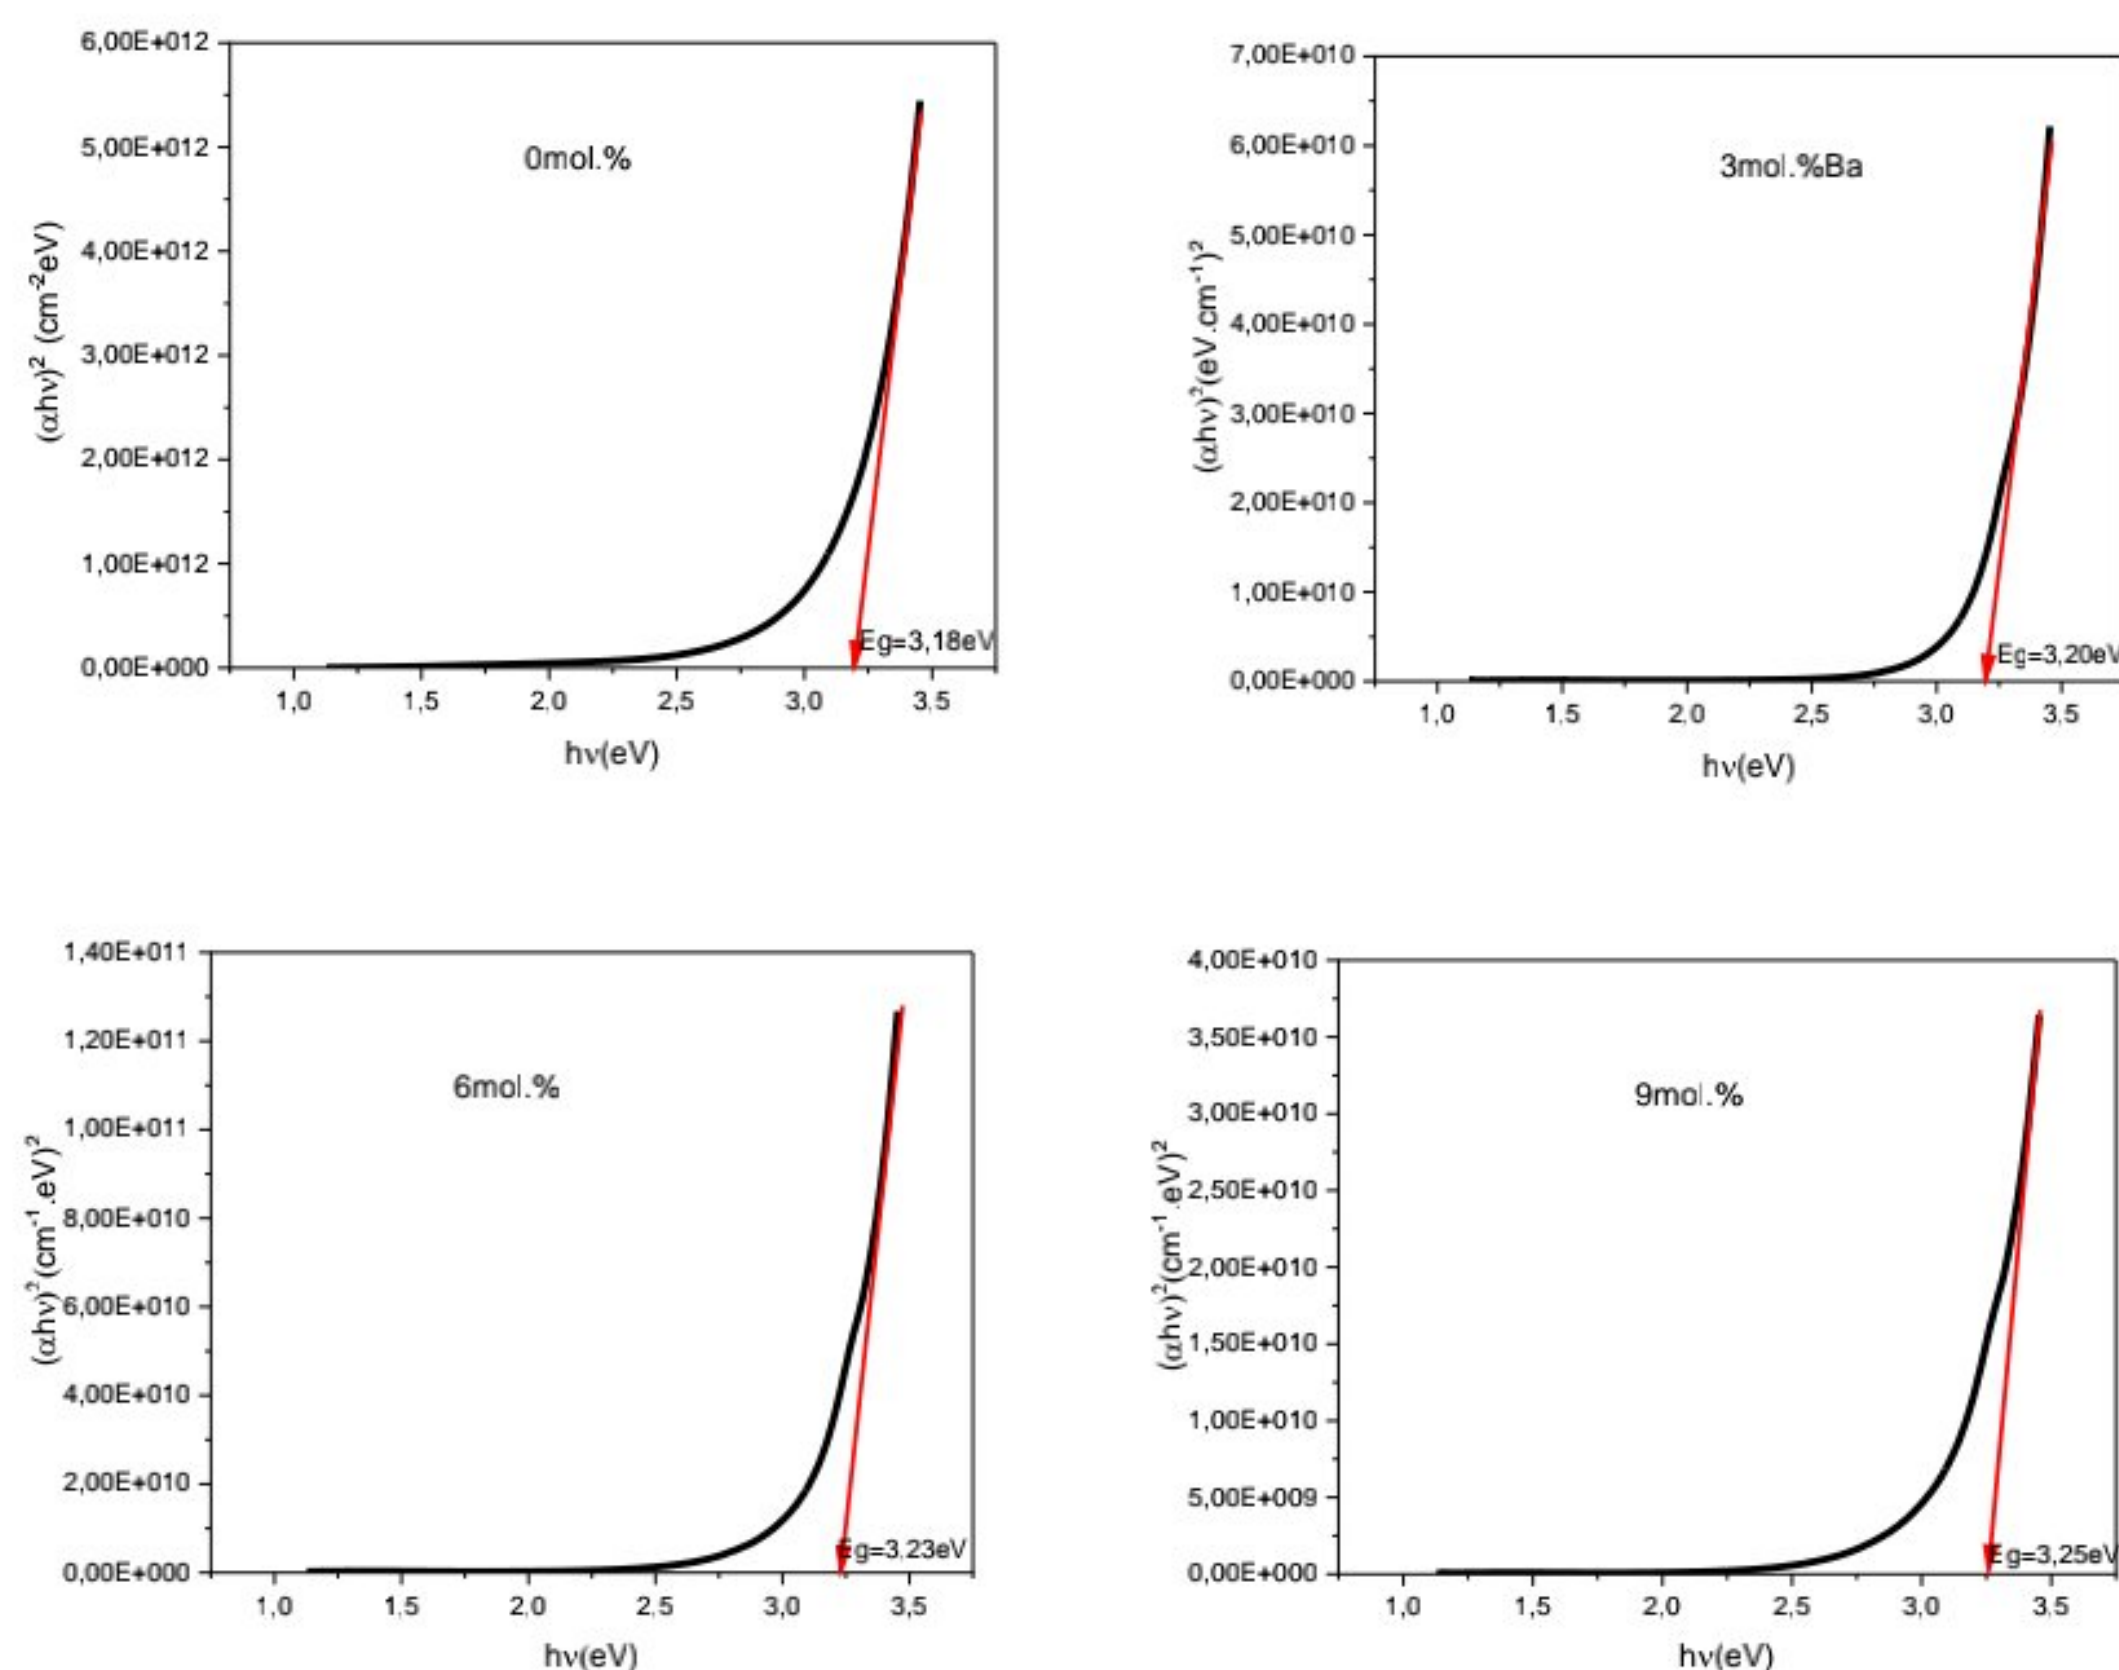 6,00E+012
5,00E+012
4,00E+012
3,00E+012
2,00E+012
1,00E+012
0,00E+000
(αhν)² (cm⁻²eV)
0mol.%
Eg=3,18eV
1,0 1,5 2,0 2,5 3,0 3,5
hν(eV)
7,00E+010
6,00E+010
5,00E+010
4,00E+010
3,00E+010
2,00E+010
1,00E+010
0,00E+000
(αhν)²(eV.cm⁻¹)²
3mol.%Ba
Eg=3,20eV
1,0 1,5 2,0 2,5 3,0 3,5
hν(eV)
1,40E+011
1,20E+011
1,00E+011
8,00E+010
6,00E+010
4,00E+010
2,00E+010
0,00E+000
(αhν)²(cm⁻¹.eV)²
6mol.%
Eg=3,23eV
1,0 1,5 2,0 2,5 3,0 3,5
hν(eV)
4,00E+010
3,50E+010
3,00E+010
2,50E+010
2,00E+010
1,50E+010
1,00E+010
5,00E+009
0,00E+000
(αhν)²(cm⁻¹.eV)²
9mol.%
Eg=3,25eV
1,0 1,5 2,0 2,5 3,0 3,5
hν(eV)